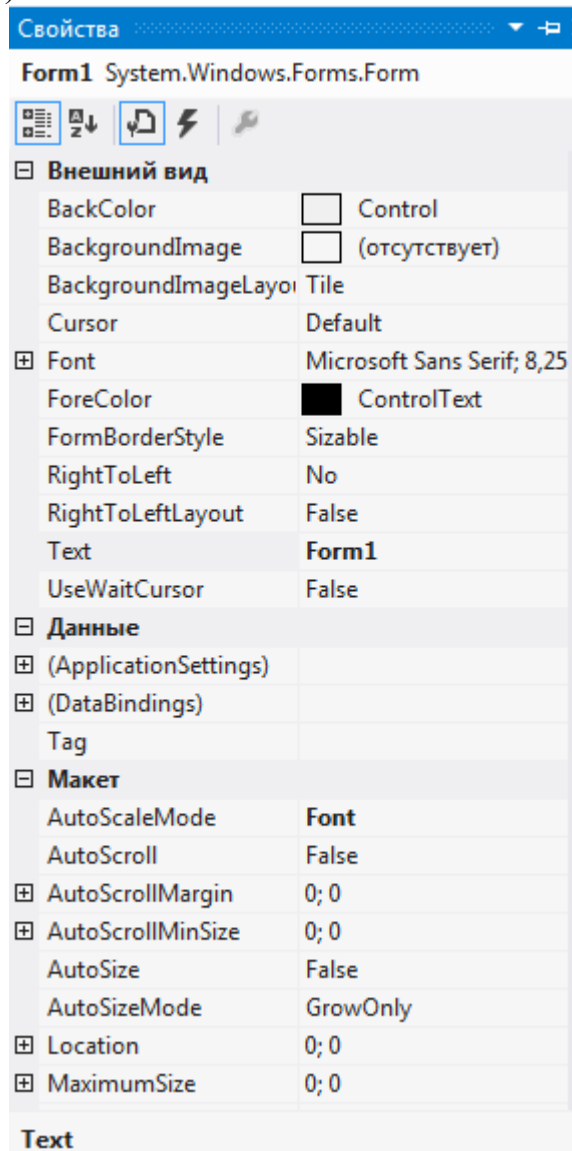 )
Свойства
Form1 System.Windows.Forms.Form
Внешний вид
BackColor Control
BackgroundImage (отсутствует)
BackgroundImageLayou Tile
Cursor Default
Font Microsoft Sans Serif; 8,25
ForeColor ControlText
FormBorderStyle Sizable
RightToLeft No
RightToLeftLayout False
Text Form1
UseWaitCursor False
Данные
(ApplicationSettings)
(DataBindings)
Tag
Макет
AutoScaleMode Font
AutoScroll False
AutoScrollMargin 0; 0
AutoScrollMinSize 0; 0
AutoSize False
AutoSizeMode GrowOnly
Location 0; 0
MaximumSize 0; 0
Text